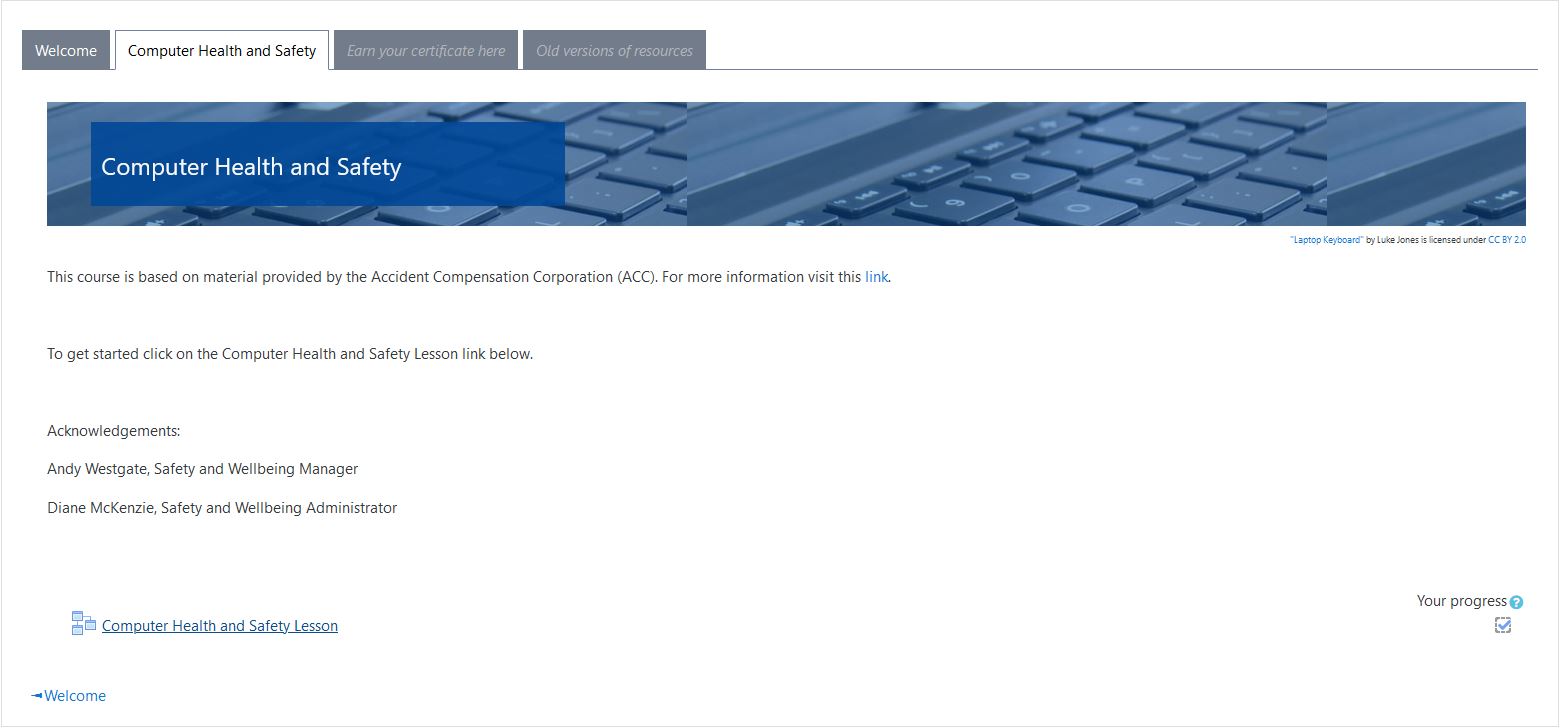 Welcome
Computer Health and Safety
Earn your certificate here
Old versions of resources
Computer Health and Safety
"Laptop Keyboard" by Luke Jones is licensed under CC BY 2.0
This course is based on material provided by the Accident Compensation Corporation (ACC). For more information visit this link.
To get started click on the Computer Health and Safety Lesson link below.
Acknowledgements:
Andy Westgate, Safety and Wellbeing Manager
Diane McKenzie, Safety and Wellbeing Administrator
Your progress
Computer Health and Safety Lesson
◄Welcome